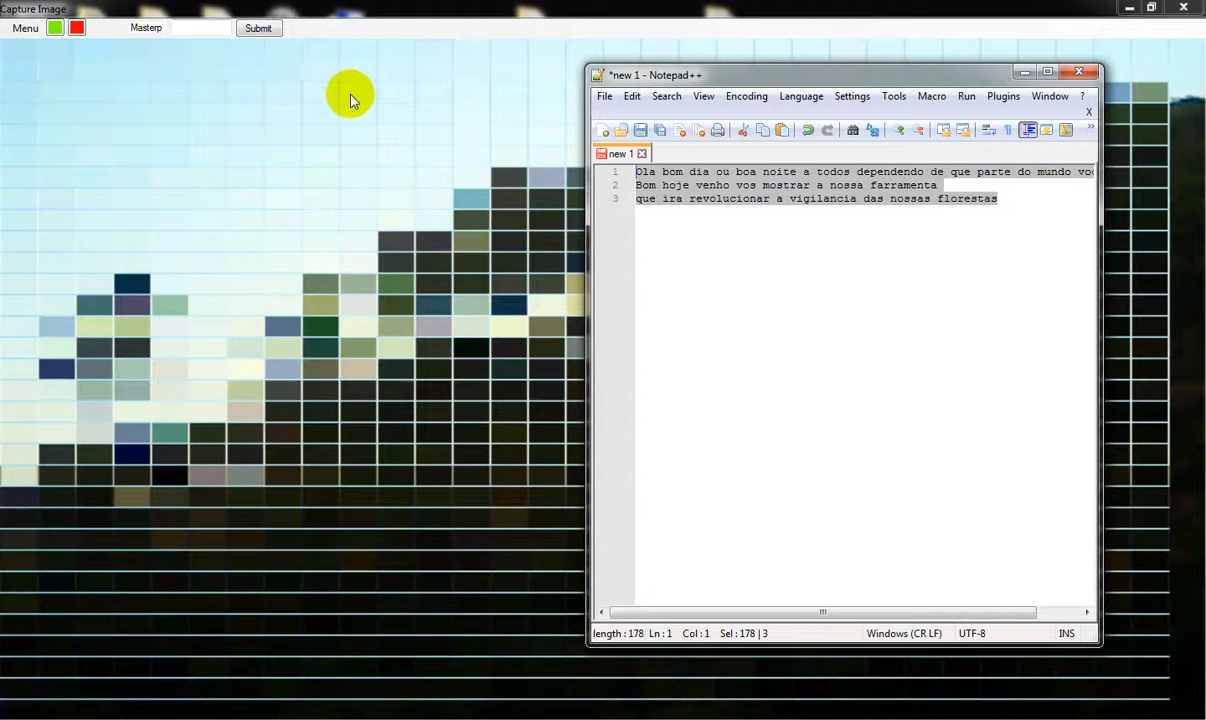 Capture Image
Menu
Masterp
Submit
*new 1 - Notepad++
File Edit Search View Encoding Language Settings Tools Macro Run Plugins Window ?
X
new 1
1 Ola bom dia ou boa noite a todos dependendo de que parte do mundo voc
2 Bom hoje venho vos mostrar a nossa farramenta
3 que ira revolucionar a vigilancia das nossas florestas
length : 178 Ln : 1 Col : 1 Sel : 178 | 3 Windows (CR LF) UTF-8 INS